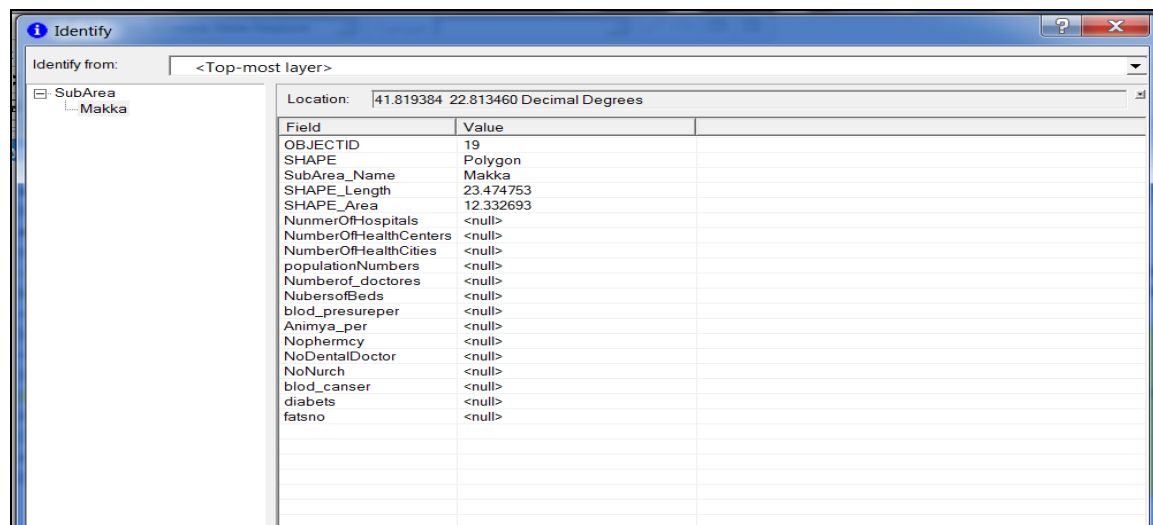 Identify
Identify from: <Top-most layer>
SubArea
Makka
Location: 41.819384 22.813460 Decimal Degrees
Field Value
OBJECTID 19
SHAPE Polygon
SubArea_Name Makka
SHAPE_Length 23.474753
SHAPE_Area 12.332693
NunmerOfHospitals <null>
NumberOfHealthCenters <null>
NumberOfHealthCities <null>
populationNumbers <null>
Numberof_doctores <null>
NubersofBeds <null>
blod_presureper <null>
Animya_per <null>
Nophermcy <null>
NoDentalDoctor <null>
NoNurch <null>
blod_canser <null>
diabets <null>
fatsno <null>